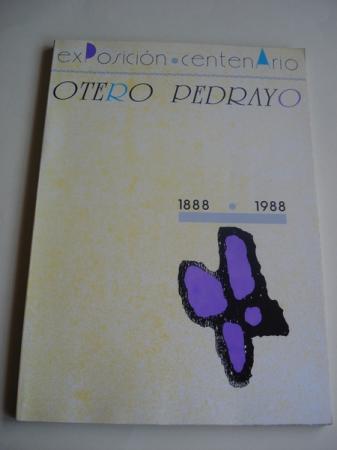 exPosición•centenArio
OTERO PEDRAYO
1888 • 1988